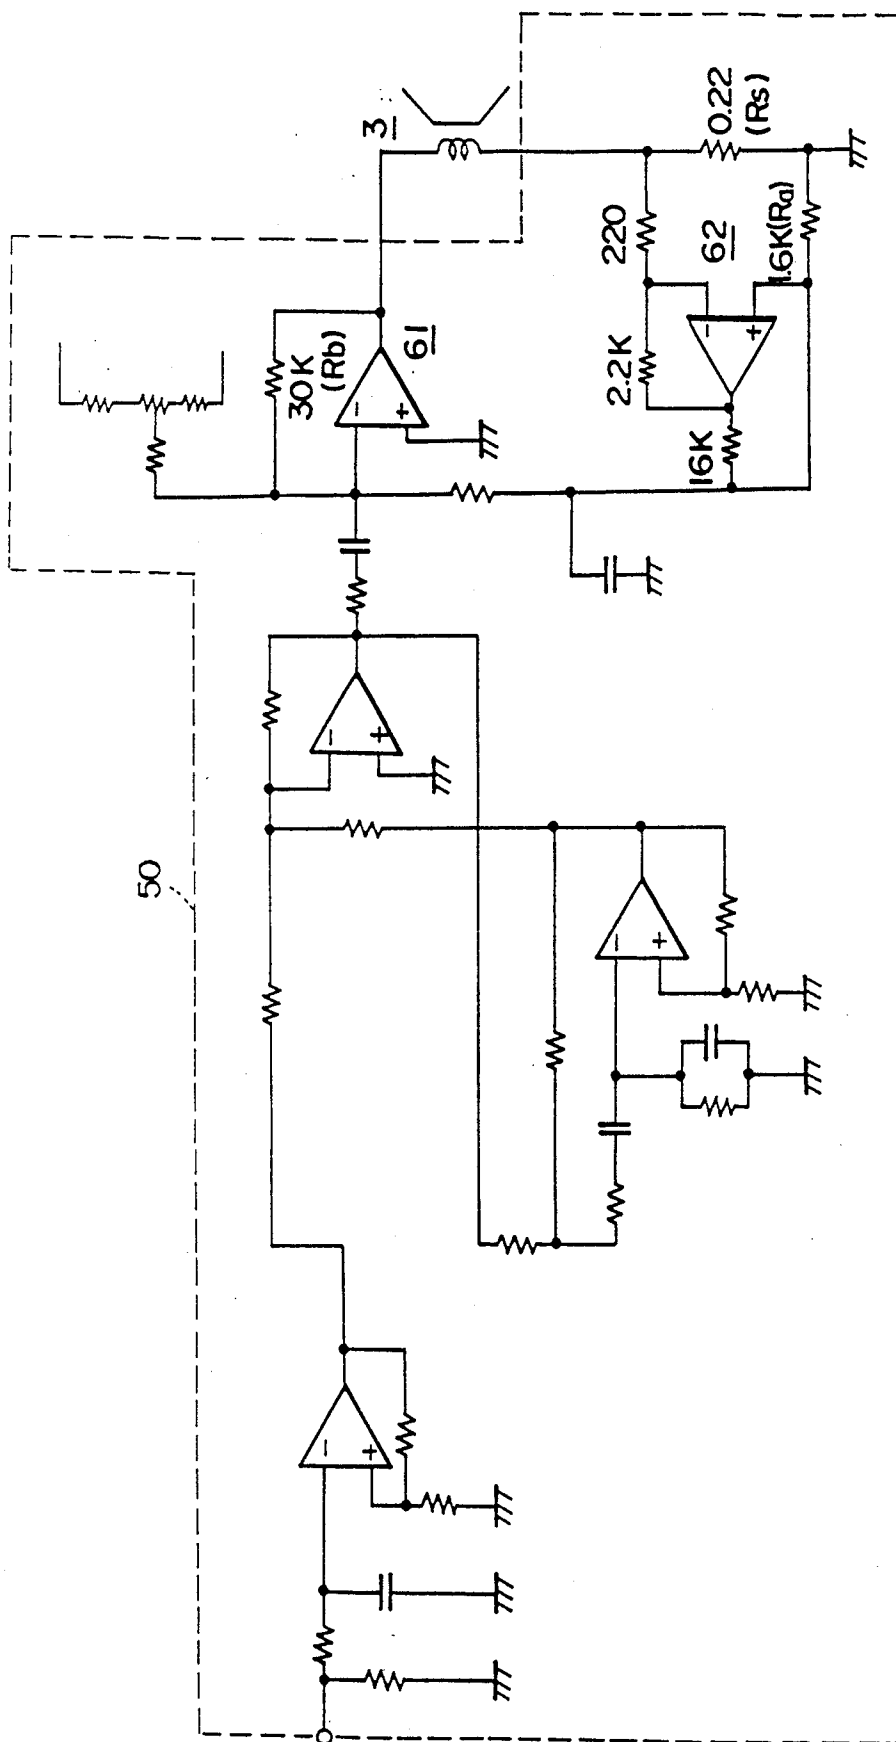 50
3
30K
(Rb)
61
−
+
−
+
−
+
−
+
0.22
(Rs)
220
62
1.6K(Ra)
−
+
2.2K
16K